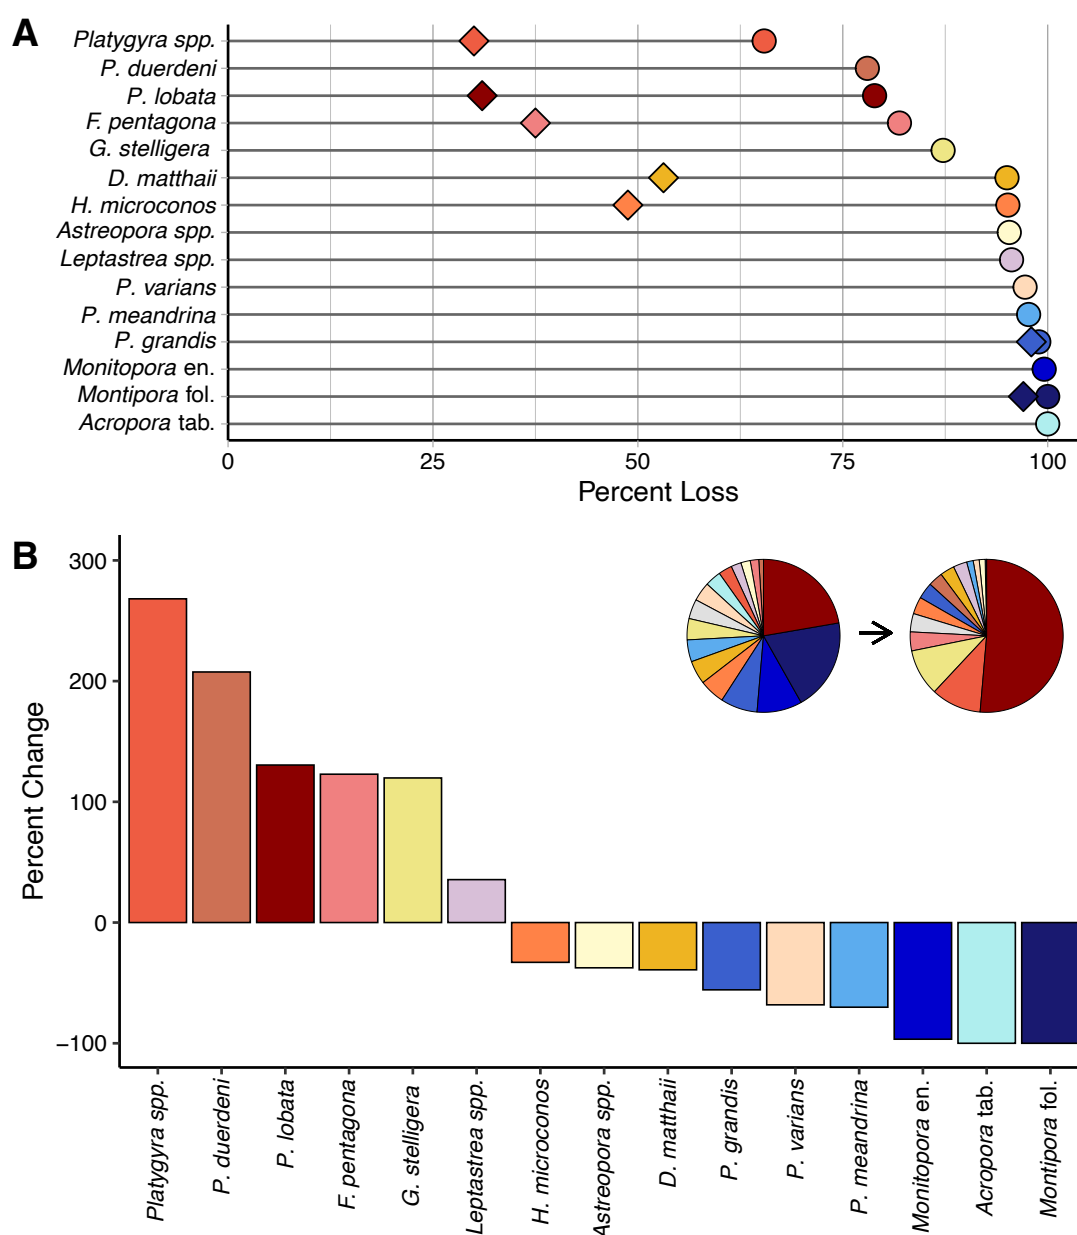 A
Platygyra spp.
P. duerdeni
P. lobata
F. pentagona
G. stelligera
D. matthaii
H. microconos
Astreopora spp.
Leptastrea spp.
P. varians
P. meandrina
P. grandis
Monitopora en.
Montipora fol.
Acropora tab.
0 25 50 75 100
Percent Loss
B
Percent Change
300
200
100
0
−100
Platygyra spp.
P. duerdeni
P. lobata
F. pentagona
G. stelligera
Leptastrea spp.
H. microconos
Astreopora spp.
D. matthaii
P. grandis
P. varians
P. meandrina
Monitopora en.
Acropora tab.
Montipora fol.